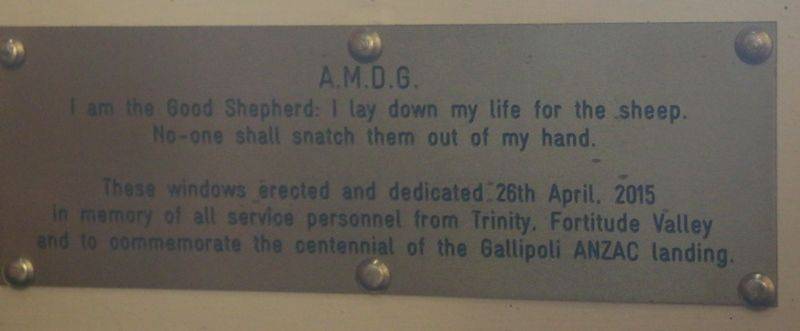 A.M.D.G.
I am the Good Shepherd: I lay down my life for the sheep.
No-one shall snatch them out of my hand.
These windows erected and dedicated 26th April, 2015
in memory of all service personnel from Trinity, Fortitude Valley
and to commemorate the centennial of the Gallipoli ANZAC landing.